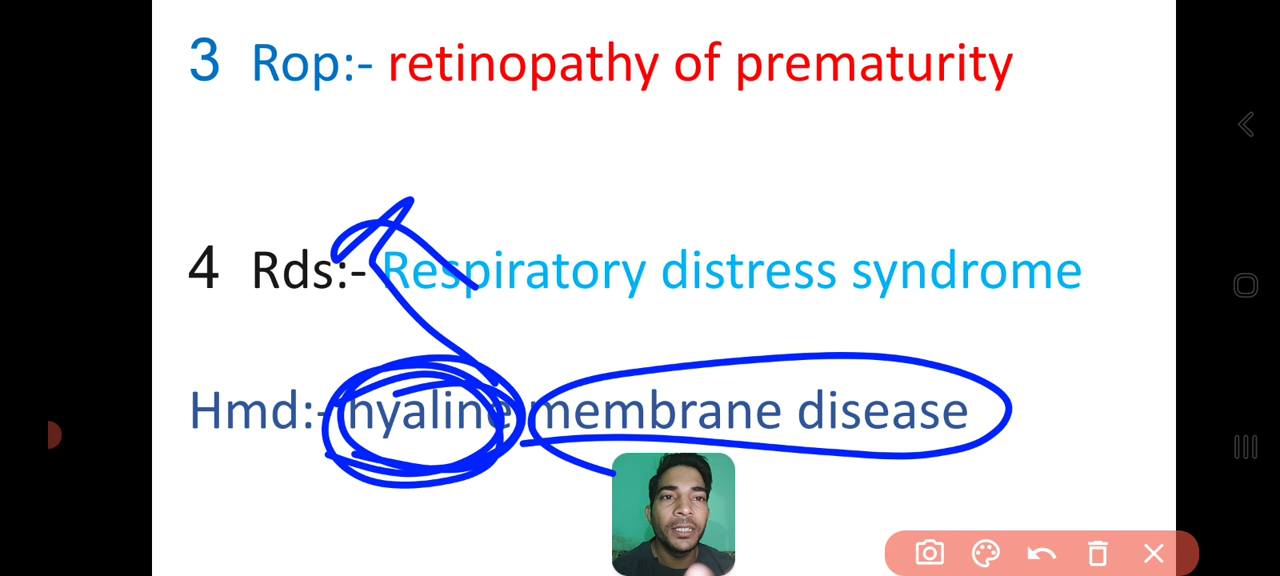 3 Rop:- retinopathy of prematurity
4 Rds:- Respiratory distress syndrome
Hmd:- hyaline membrane disease